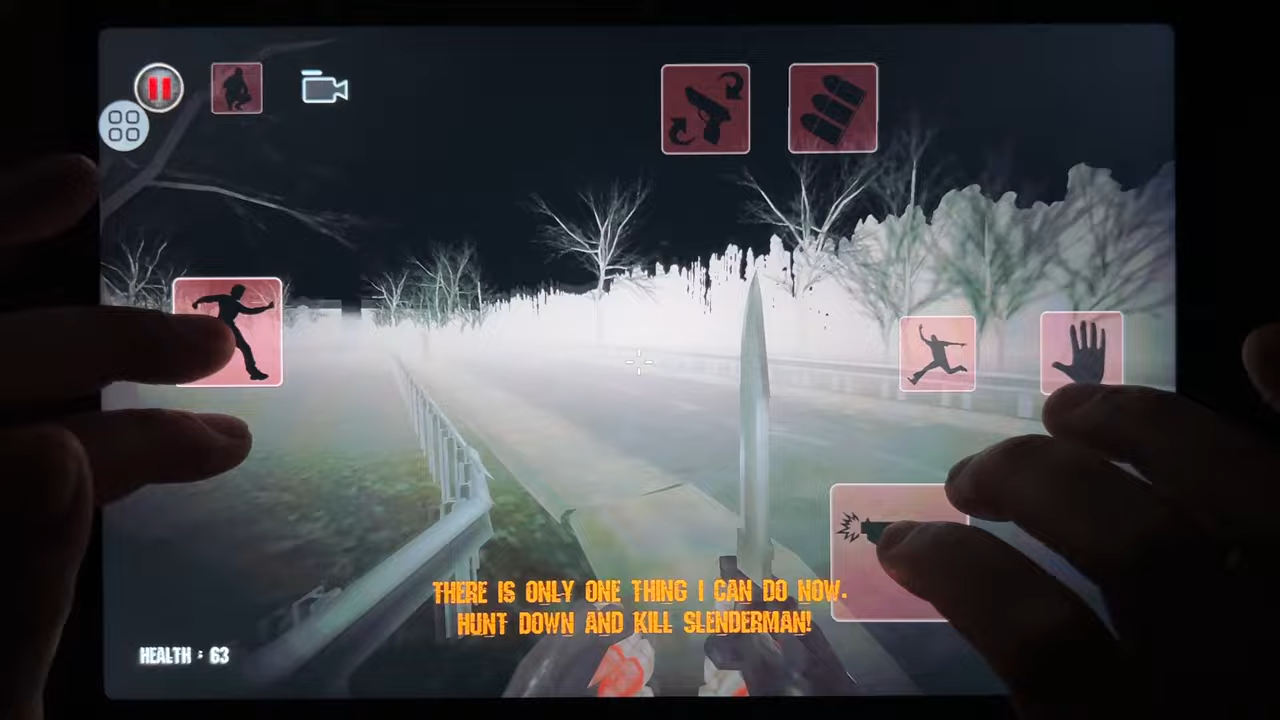 THERE IS ONLY ONE THING I CAN DO NOW.
HUNT DOWN AND KILL SLENDERMAN!
HEALTH : 63